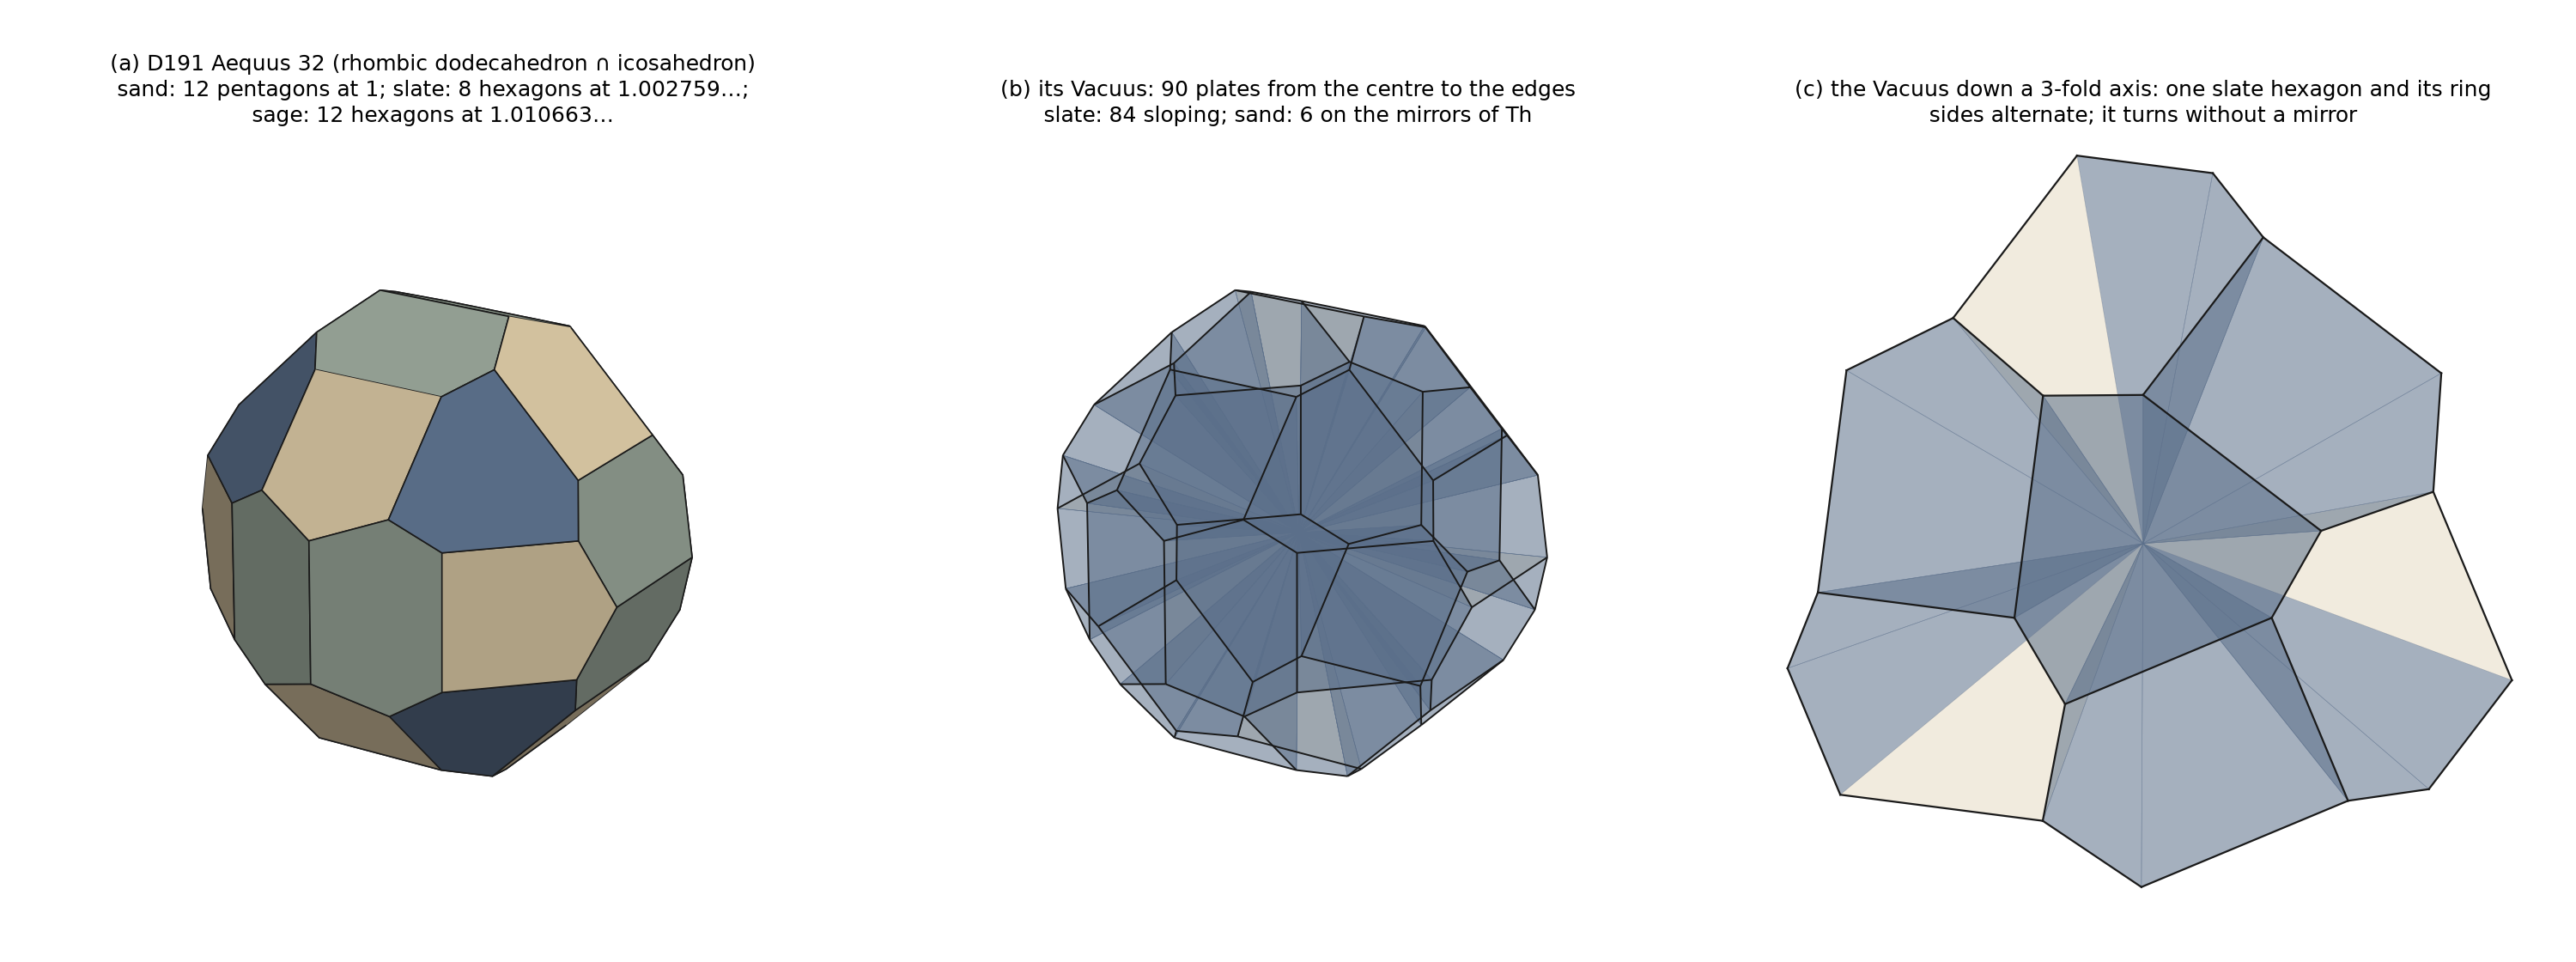 (a) D191 Aequus 32 (rhombic dodecahedron ∩ icosahedron)
sand: 12 pentagons at 1; slate: 8 hexagons at 1.002759…;
sage: 12 hexagons at 1.010663…
(b) its Vacuus: 90 plates from the centre to the edges
slate: 84 sloping; sand: 6 on the mirrors of Th
(c) the Vacuus down a 3-fold axis: one slate hexagon and its ring
sides alternate; it turns without a mirror